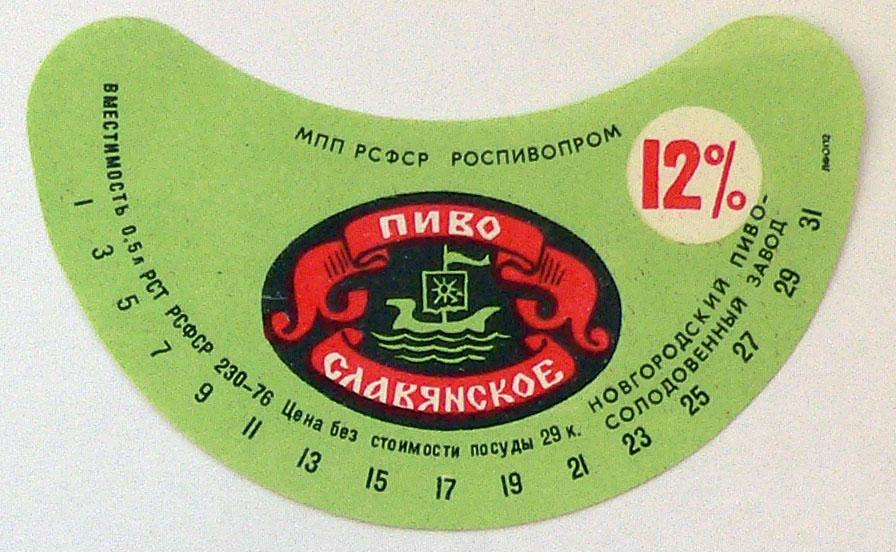 МПП РСФСР РОСПИВОПРОМ
12%
ПИВО
СЛАВЯНСКОЕ
ВМЕСТИМОСТЬ 0,5л РСТ РСФСР 230-76 Цена без стоимости посуды 29 к.
НОВГОРОДСКИЙ ПИВО-
СОЛОДОВЕННЫЙ ЗАВОД
1 3 5 7 9 11 13 15 17 19 21 23 25 27 29 31